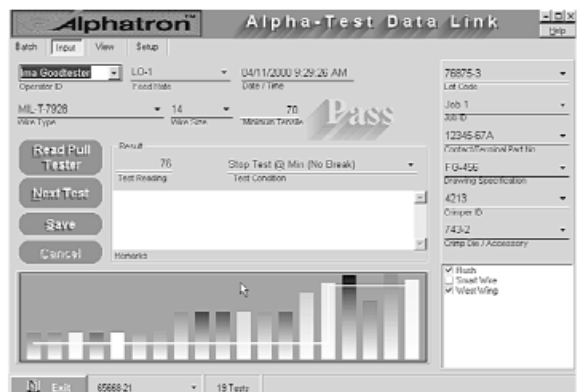 Alphatron™ Alpha-Test Data Link
Help
Batch Input View Setup
Ima Goodtester LO-1 04/11/2000 9:29:26 AM
Operator ID Food Note Date / Time
MIL-T-7928 14 70
Wire Type Wire Size Minimum Tensile
Pass
Read Pull
Tester
Next Test
Save
Cancel
Result
76 Stop Test @ Min (No Break)
Test Reading Test Condition
Remarks
76875-3
Lot Code
Job 1
Job ID
12345-67A
Contact/Terminal Part No
FG-456
Drawing Specification
4213
Crimper ID
743-2
Crimp Die / Accessory
Rush
Small Wire
West Wing
Exit 65668-21 19 Tests